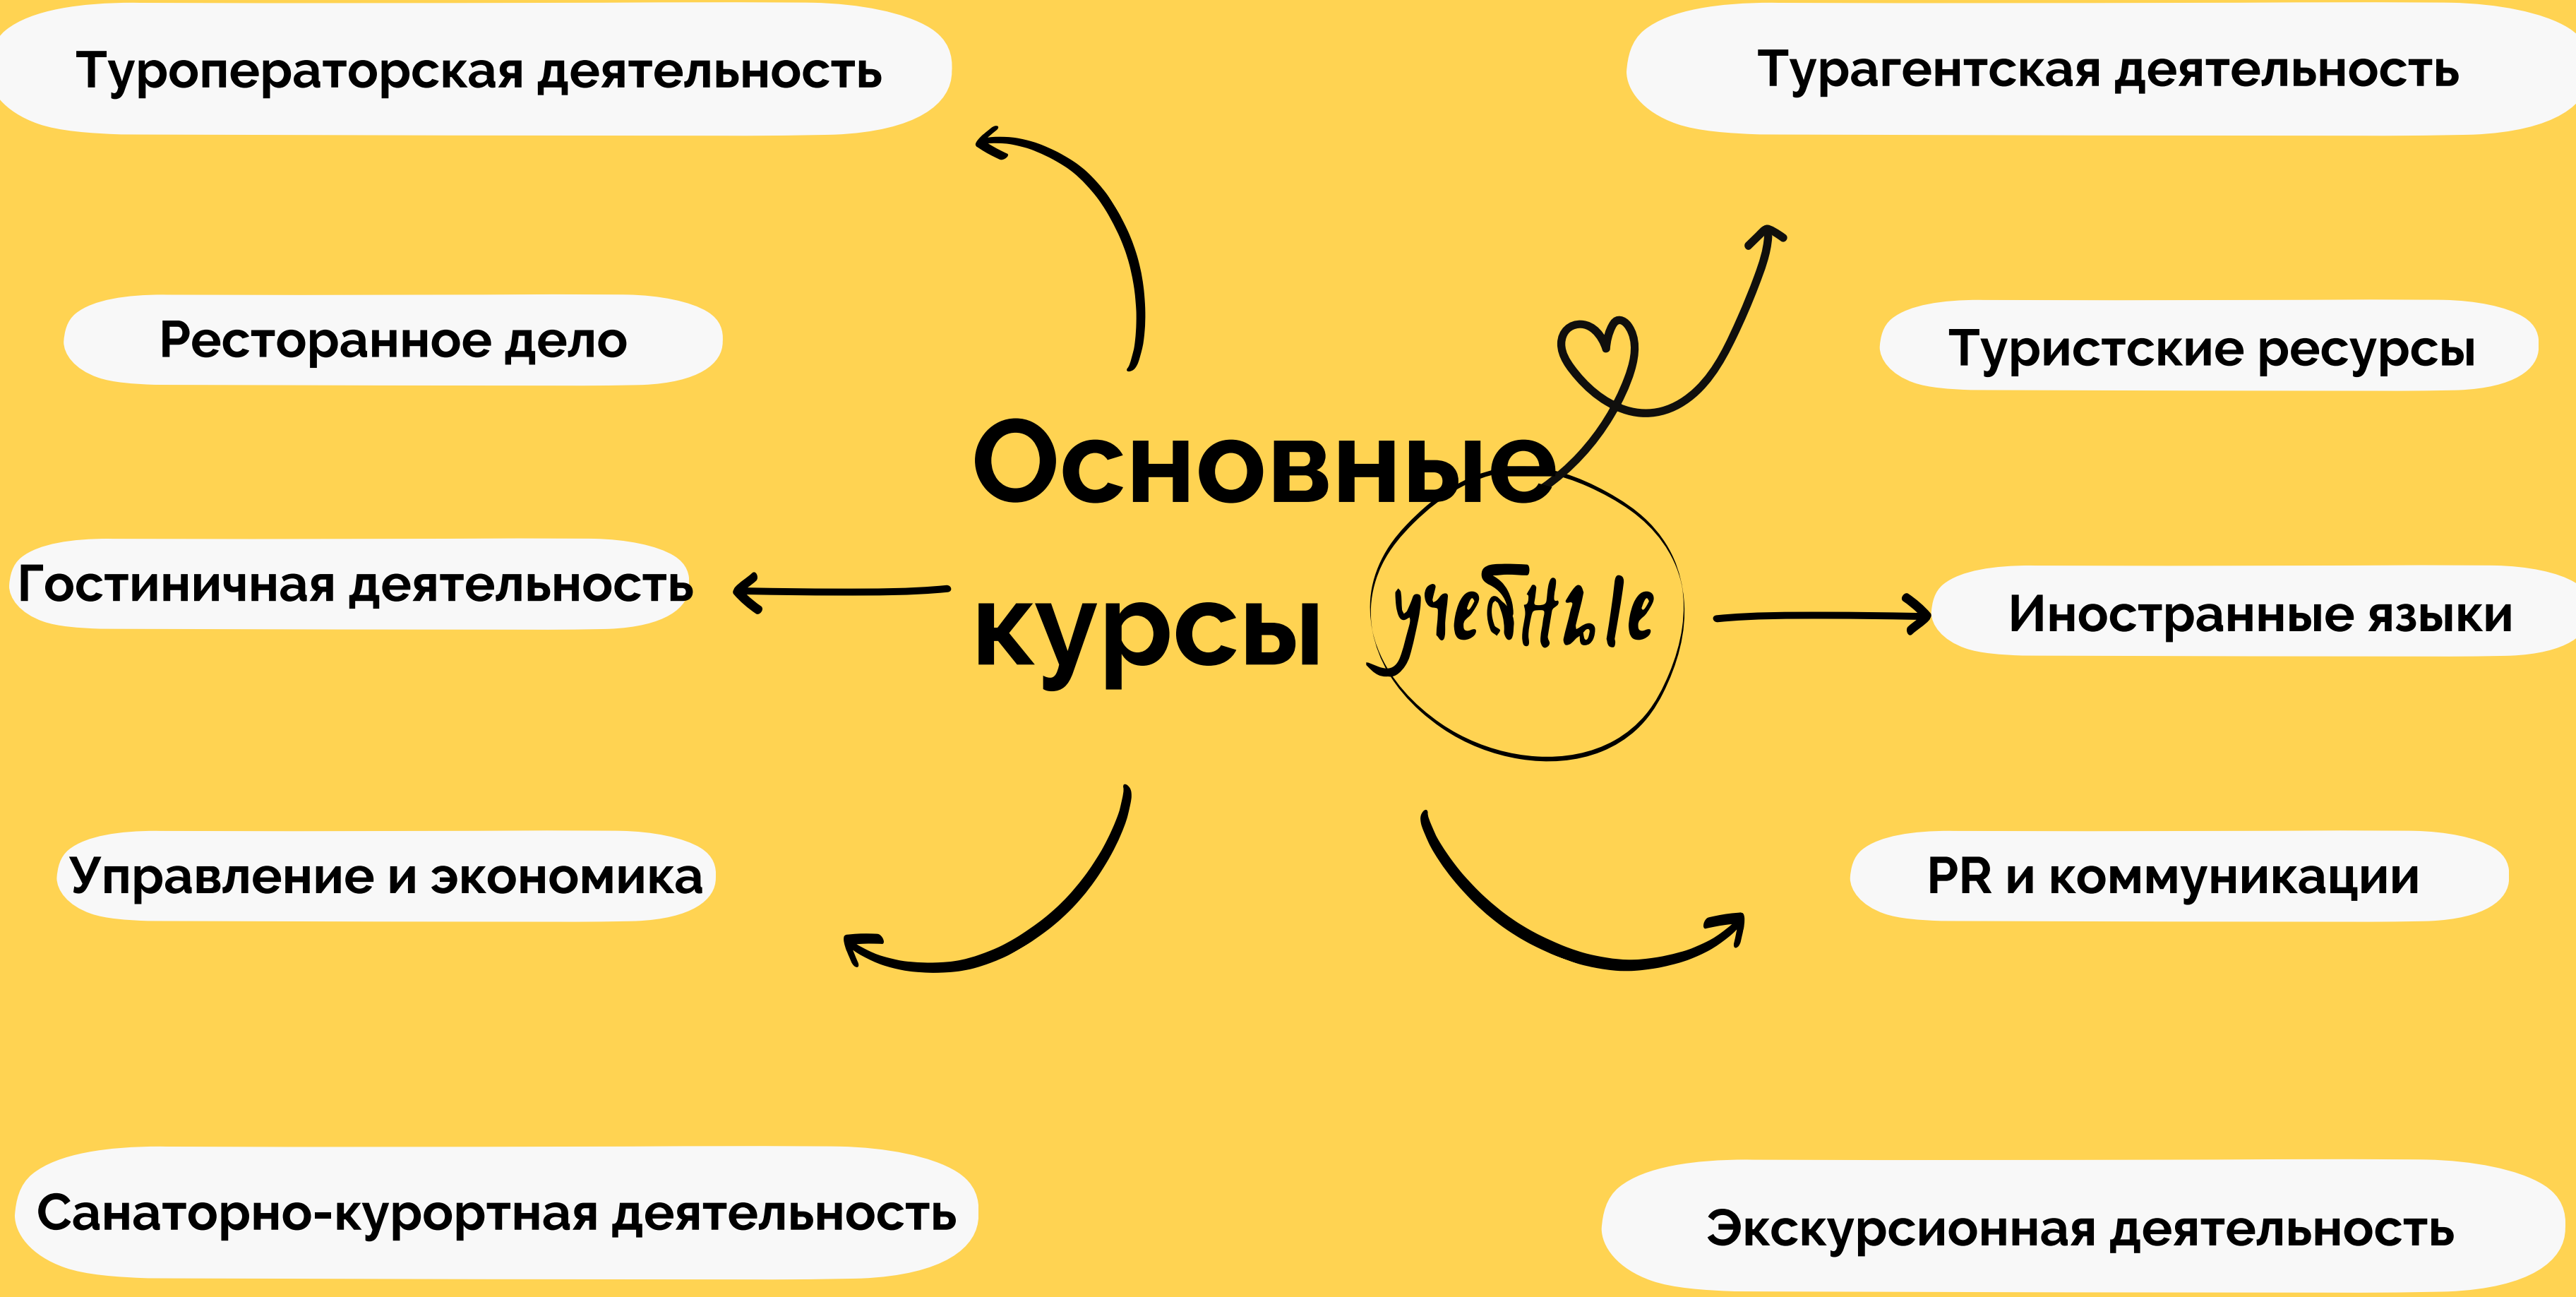 Туроператорская деятельность
Турагентская деятельность
Ресторанное дело
Туристские ресурсы
Основные
курсы учебные
Гостиничная деятельность
Иностранные языки
Управление и экономика
PR и коммуникации
Санаторно-курортная деятельность
Экскурсионная деятельность